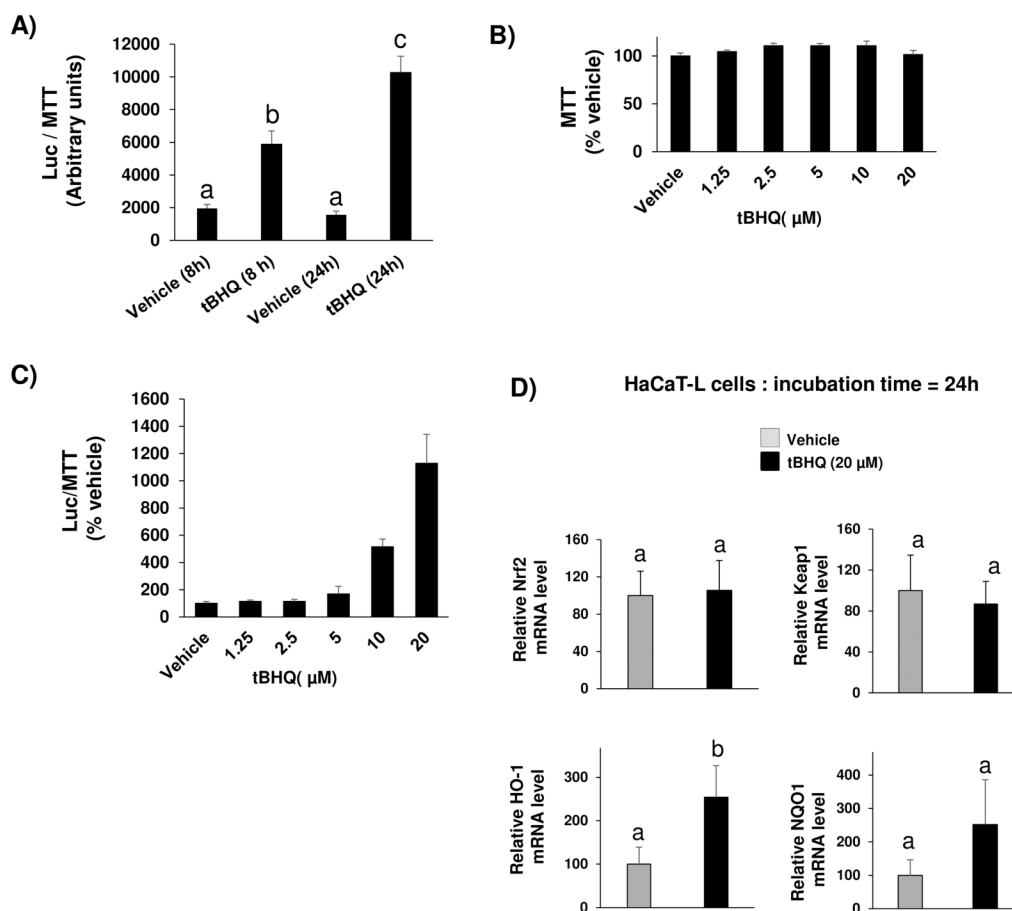 A)
Luc / MTT
(Arbitrary units)
12000
10000
8000
6000
4000
2000
0
a
b
a
c
Vehicle (8h)
tBHQ (8 h)
Vehicle (24h)
tBHQ (24h)
B)
MTT
(% vehicle)
100
50
0
Vehicle
1.25
2.5
5
10
20
tBHQ( µM)
C)
Luc/MTT
(% vehicle)
1600
1400
1200
1000
800
600
400
200
0
Vehicle
1.25
2.5
5
10
20
tBHQ( µM)
D)
HaCaT-L cells : incubation time = 24h
Vehicle
tBHQ (20 µM)
Relative Nrf2
mRNA level
160
120
80
40
0
a
a
Relative Keap1
mRNA level
160
120
80
40
0
a
a
Relative HO-1
mRNA level
300
200
100
0
a
b
Relative NQO1
mRNA level
400
300
200
100
0
a
a